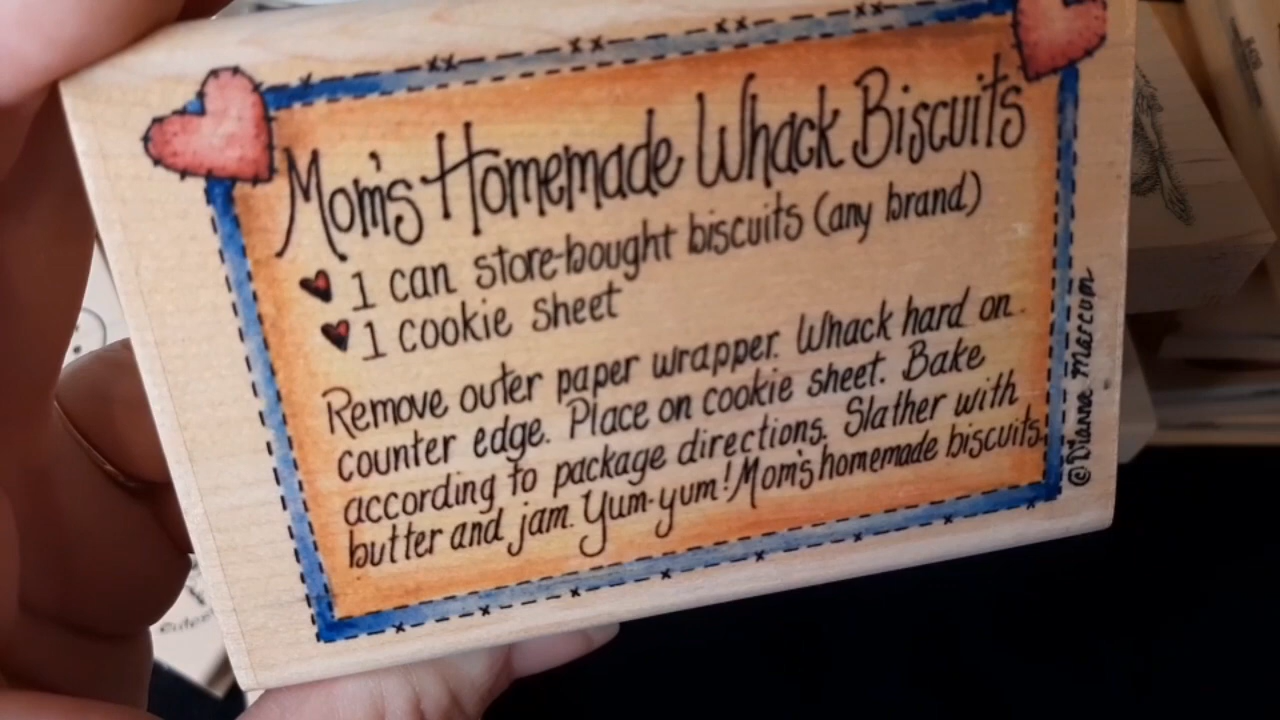 Mom's Homemade Whack Biscuits
1 can store-bought biscuits (any brand)
1 cookie sheet
Remove outer paper wrapper. Whack hard on
counter edge. Place on cookie sheet. Bake
according to package directions. Slather with
butter and jam. Yum-yum! Mom's homemade biscuits.
©Dianna Marcum